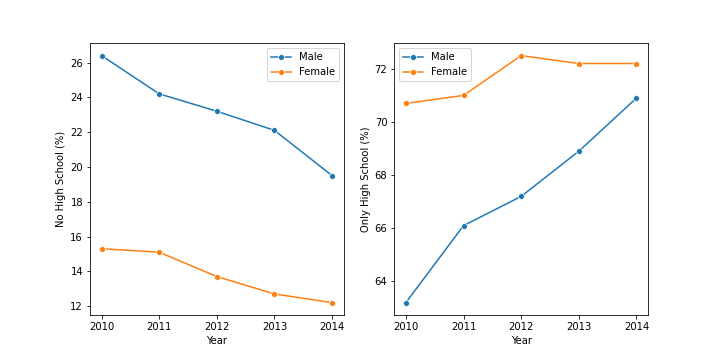 No High School (%)
26
24
22
20
18
16
14
12
Male
Female
2010 2011 2012 2013 2014
Year
Only High School (%)
72
70
68
66
64
Male
Female
2010 2011 2012 2013 2014
Year